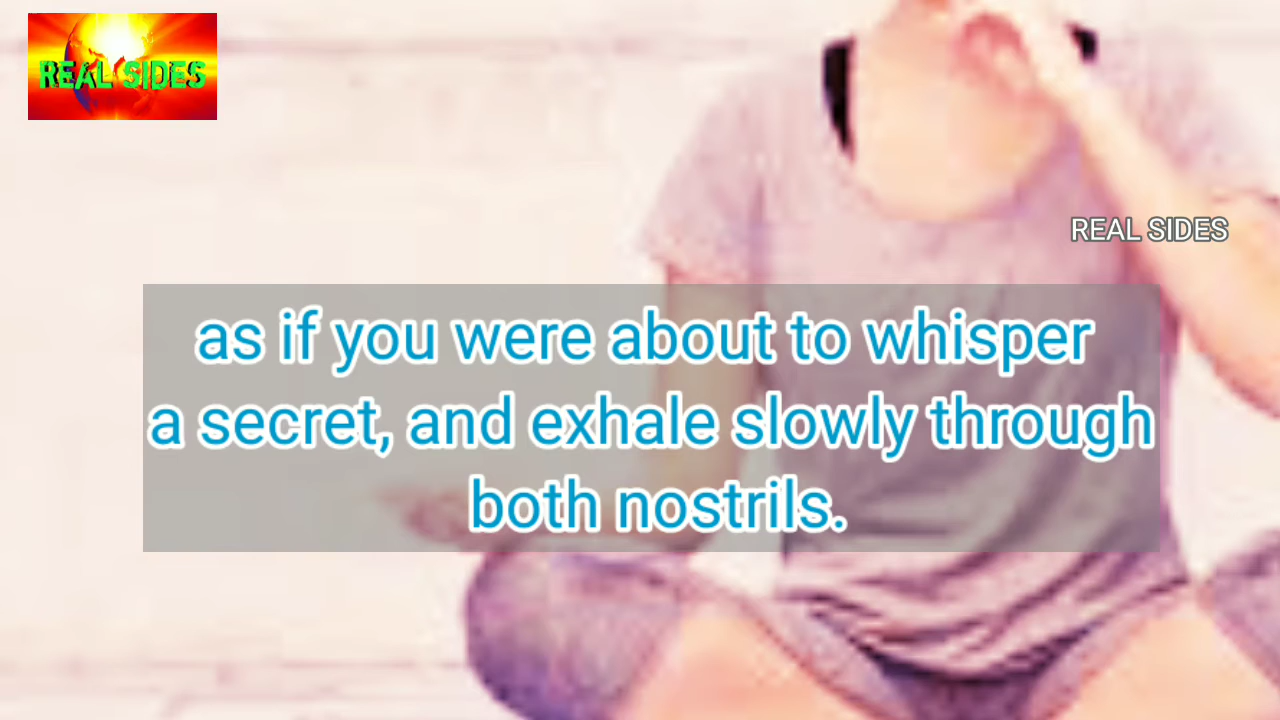 REAL SIDES
REAL SIDES
as if you were about to whisper
a secret, and exhale slowly through
both nostrils.